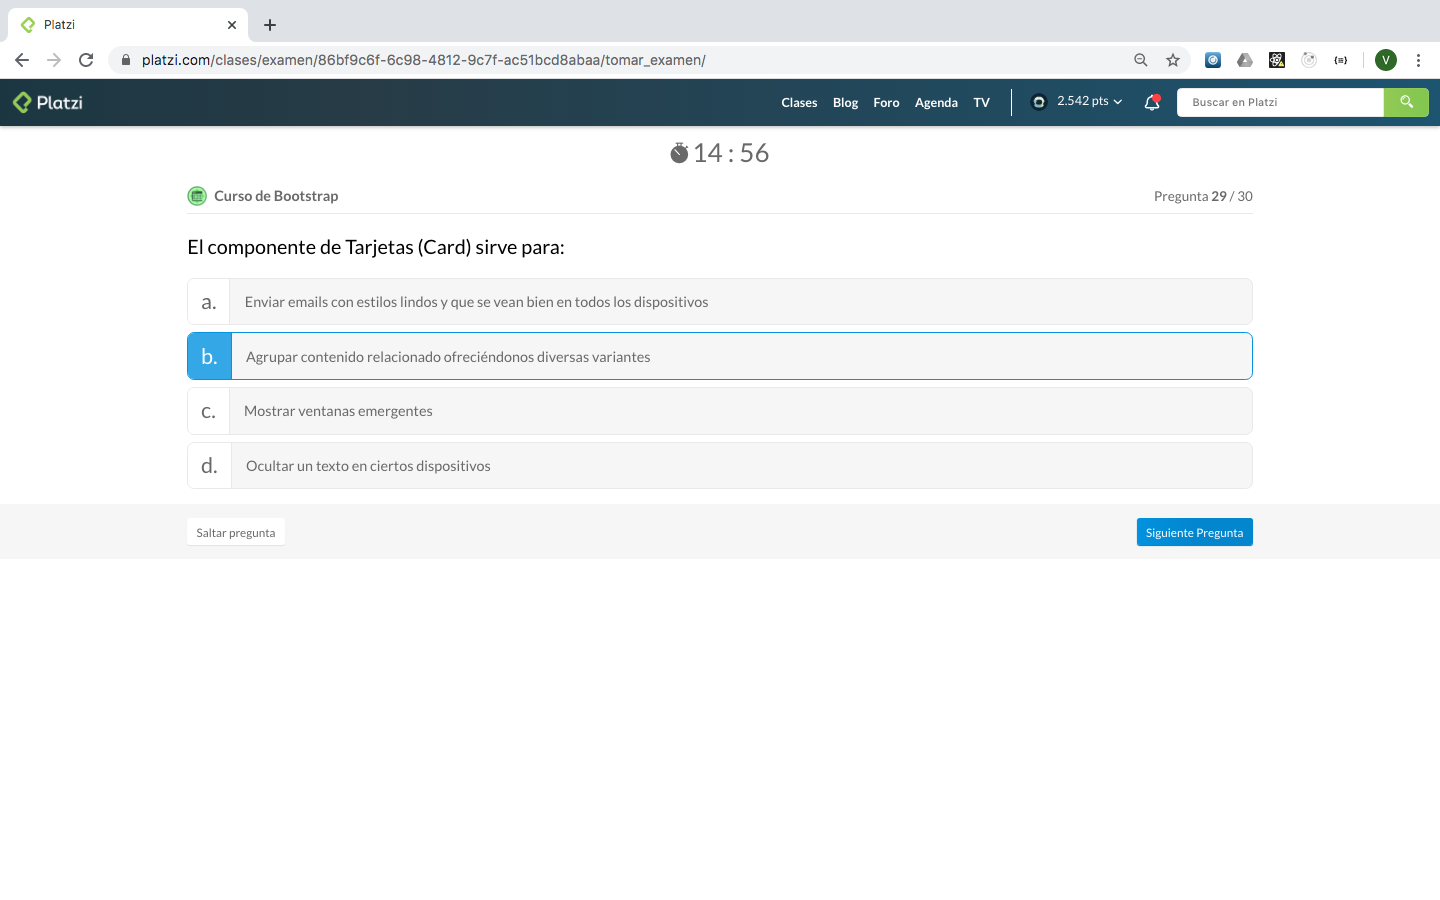 Platzi
platzi.com/clases/examen/86bf9c6f-6c98-4812-9c7f-ac51bcd8abaa/tomar_examen/
V
Platzi
Clases Blog Foro Agenda TV 2.542 pts Buscar en Platzi
14 : 56
Curso de Bootstrap Pregunta 29 / 30
El componente de Tarjetas (Card) sirve para:
a. Enviar emails con estilos lindos y que se vean bien en todos los dispositivos
b. Agrupar contenido relacionado ofreciéndonos diversas variantes
c. Mostrar ventanas emergentes
d. Ocultar un texto en ciertos dispositivos
Saltar pregunta Siguiente Pregunta